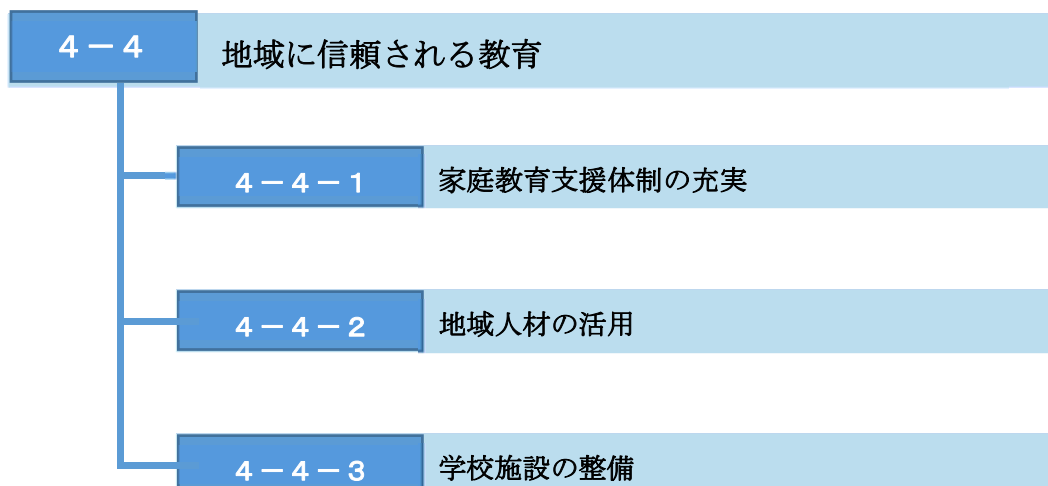 ４－４ 地域に信頼される教育
４－４－１ 家庭教育支援体制の充実
４－４－２ 地域人材の活用
４－４－３ 学校施設の整備